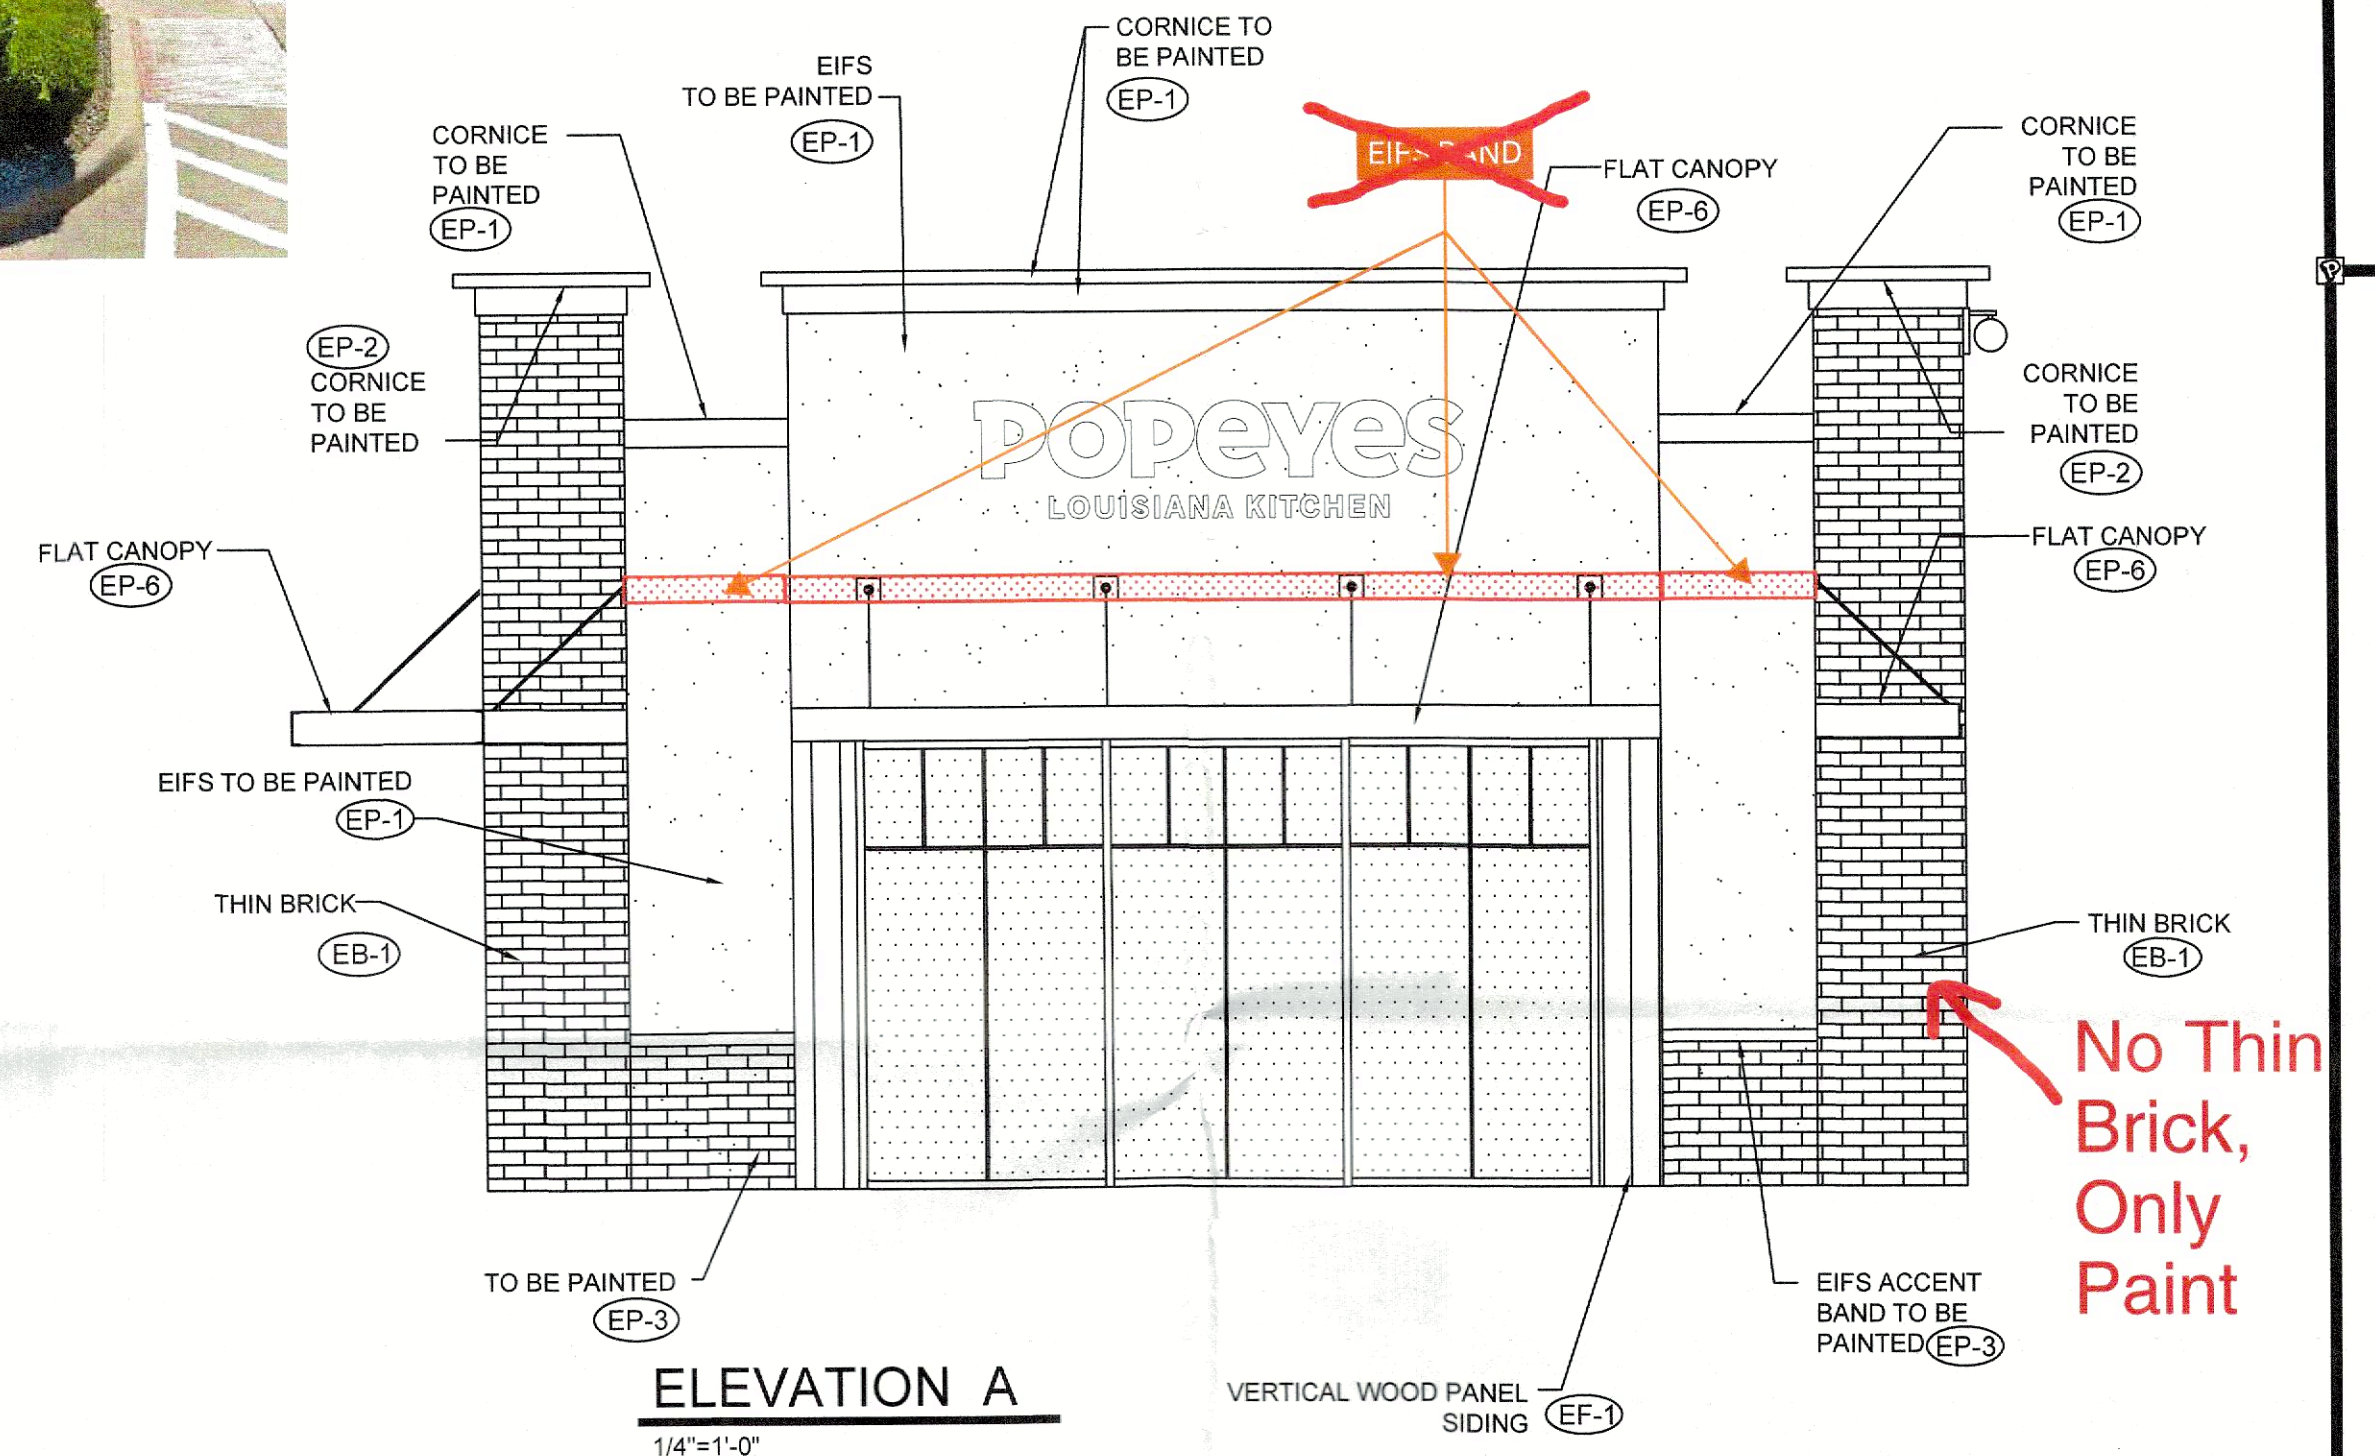 CORNICE TO
BE PAINTED
EP-1
EIFS
TO BE PAINTED
EP-1
CORNICE
TO BE
PAINTED
EP-1
EIFS BAND
FLAT CANOPY
EP-6
CORNICE
TO BE
PAINTED
EP-1
EP-2
CORNICE
TO BE
PAINTED
CORNICE
TO BE
PAINTED
EP-2
POPEYES
LOUISIANA KITCHEN
FLAT CANOPY
EP-6
FLAT CANOPY
EP-6
EIFS TO BE PAINTED
EP-1
THIN BRICK
EB-1
THIN BRICK
EB-1
No Thin
Brick,
Only
Paint
TO BE PAINTED
EP-3
EIFS ACCENT
BAND TO BE
PAINTED EP-3
VERTICAL WOOD PANEL
SIDING EF-1
ELEVATION A
1/4"=1'-0"